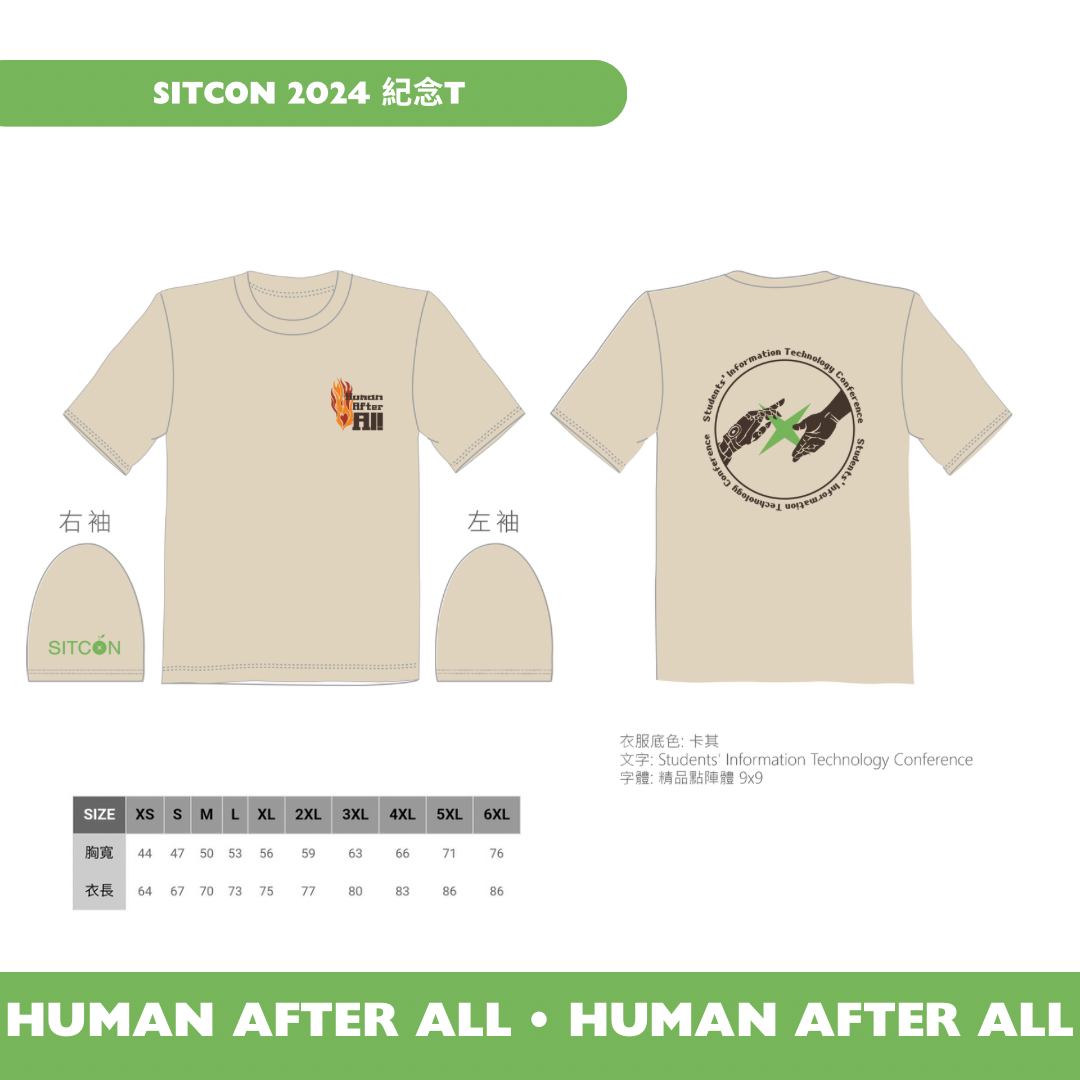 SITCON 2024 紀念T
Human
After
All
Students' Information Technology Conference
Students' Information Technology Conference
右袖
左袖
SITCON
衣服底色: 卡其
文字: Students' Information Technology Conference
字體: 精品點陣體 9x9
SIZE XS S M L XL 2XL 3XL 4XL 5XL 6XL
胸寬 44 47 50 53 56 59 63 66 71 76
衣長 64 67 70 73 75 77 80 83 86 86
HUMAN AFTER ALL • HUMAN AFTER ALL